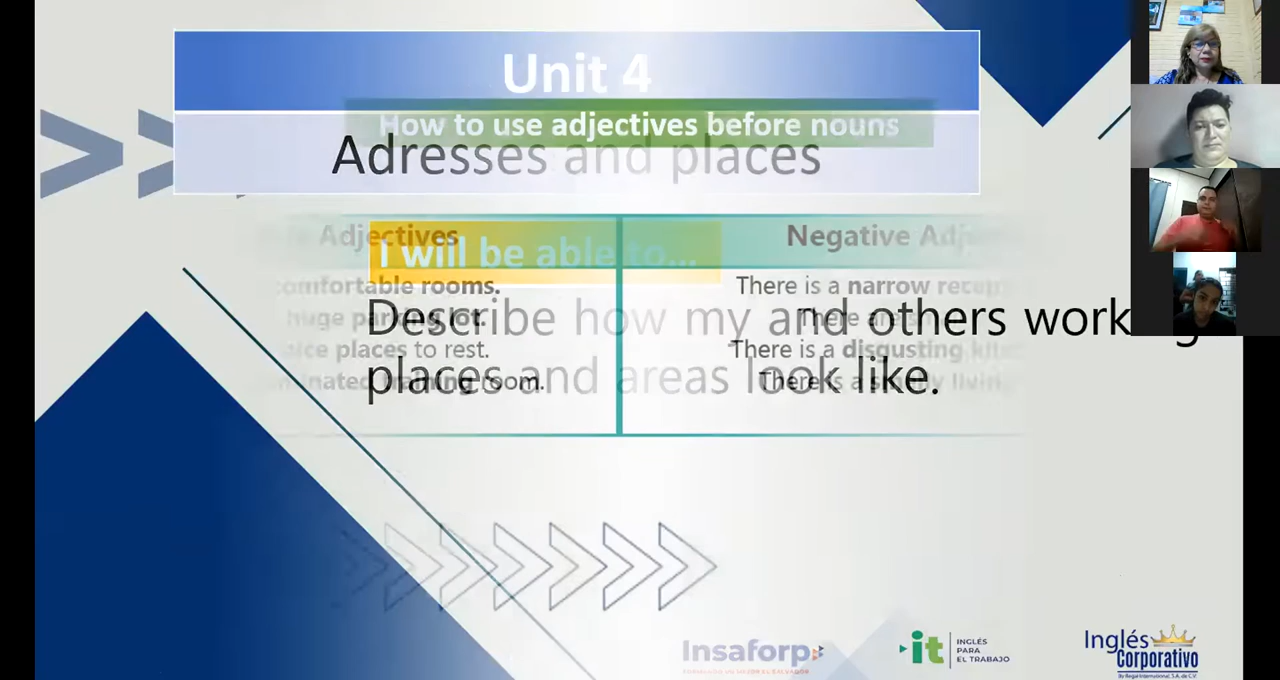 Unit 4
How to use adjectives before nouns
Adresses and places
Adjectives
Negative
I will be able to...
comfortable rooms.
There is a narrow
huge parking lot.
Describe how my and others work
There
places to rest.
There is a disgusting
places and areas look like.
training room.
There is a smelly
Insaforp
it
INGLÉS
PARA
EL TRABAJO
Inglés
Corporativo